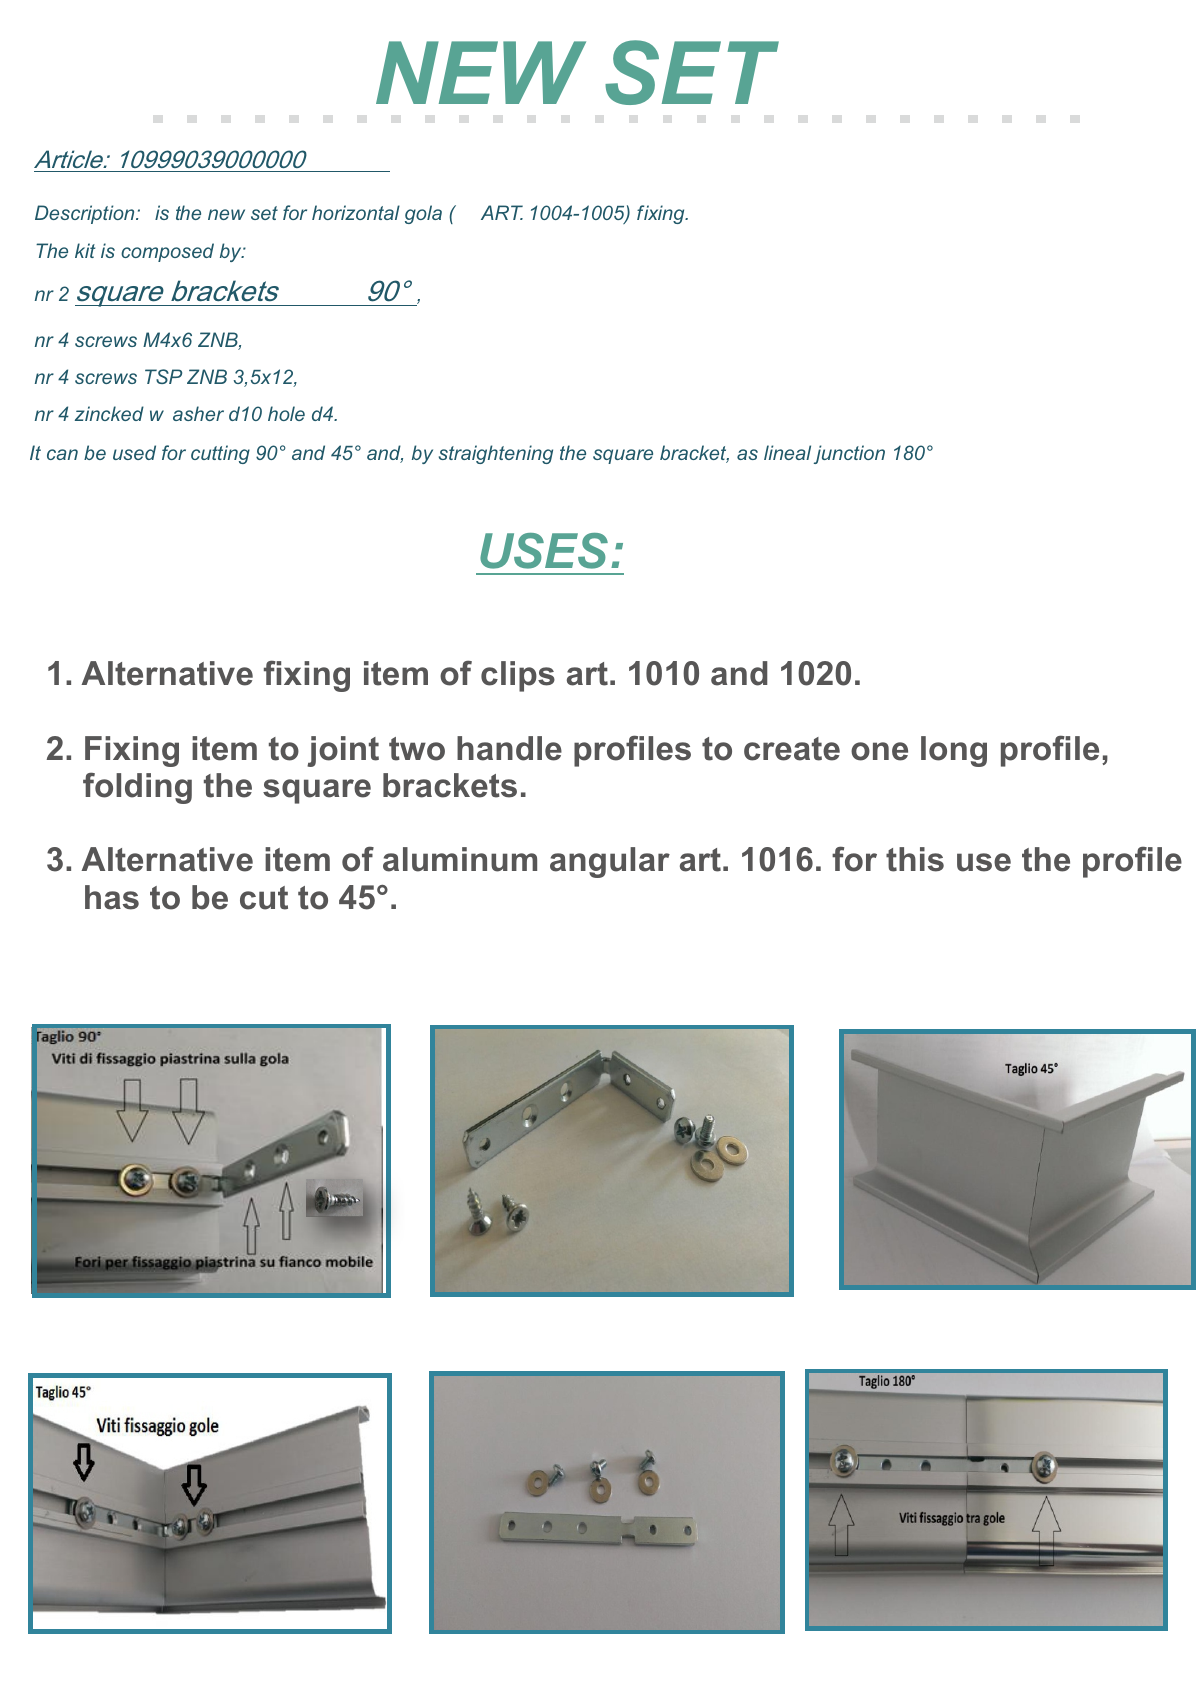 NEW SET
Article: 10999039000000
Description: is the new set for horizontal gola ( ART. 1004-1005) fixing.
The kit is composed by:
nr 2 square brackets 90° ,
nr 4 screws M4x6 ZNB,
nr 4 screws TSP ZNB 3,5x12,
nr 4 zincked w asher d10 hole d4.
It can be used for cutting 90° and 45° and, by straightening the square bracket, as lineal junction 180°
USES:
1. Alternative fixing item of clips art. 1010 and 1020.
2. Fixing item to joint two handle profiles to create one long profile,
folding the square brackets.
3. Alternative item of aluminum angular art. 1016. for this use the profile
has to be cut to 45°.
Taglio 90°
Viti di fissaggio piastrina sulla gola
Fori per fissaggio piastrina su fianco mobile
Taglio 45°
Taglio 45°
Viti fissaggio gole
Taglio 180°
Viti fissaggio tra gole